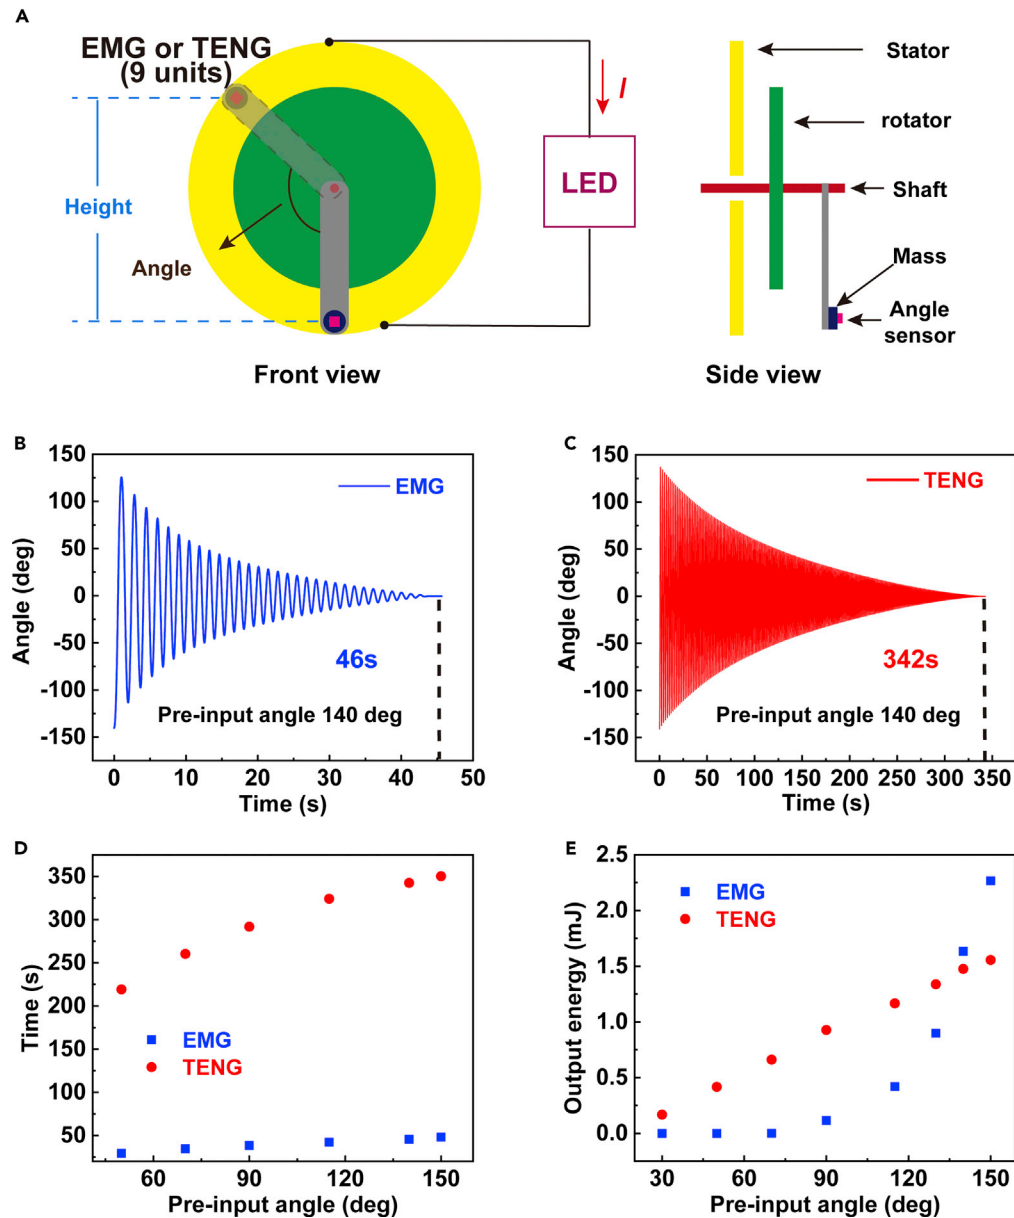 A
EMG or TENG
(9 units)
Height
Angle
I
LED
Front view
Stator
rotator
Shaft
Mass
Angle
sensor
Side view
B
150
100
50
0
-50
-100
-150
Angle (deg)
EMG
46s
Pre-input angle 140 deg
0
10
20
30
40
50
Time (s)
C
150
100
50
0
-50
-100
-150
Angle (deg)
TENG
342s
Pre-input angle 140 deg
0
50
100
150
200
250
300
350
Time (s)
D
350
300
250
200
150
100
50
Time (s)
EMG
TENG
60
90
120
150
Pre-input angle (deg)
E
2.5
2.0
1.5
1.0
0.5
0.0
Output energy (mJ)
EMG
TENG
30
60
90
120
150
Pre-input angle (deg)